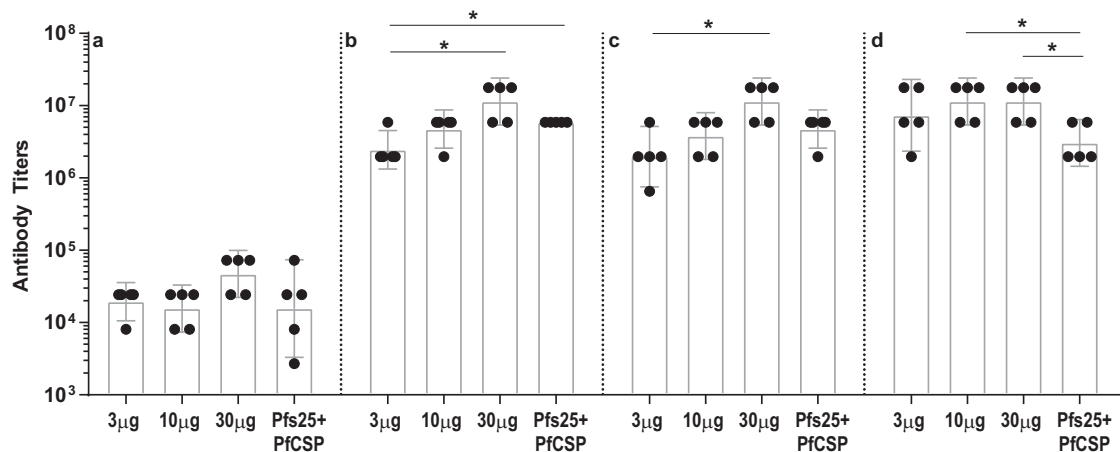 a
b
c
d
*
*
*
*
*
Antibody Titers
10⁸
10⁷
10⁶
10⁵
10⁴
10³
3μg
10μg
30μg
Pfs25+
PfCSP
3μg
10μg
30μg
Pfs25+
PfCSP
3μg
10μg
30μg
Pfs25+
PfCSP
3μg
10μg
30μg
Pfs25+
PfCSP